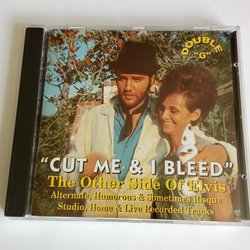 DOUBLE
"G"
"CUT ME & I BLEED"
The Other Side Of Elvis
Alternate, Humorous & Sometimes Risque
Studio, Home & Live Recorded Tracks